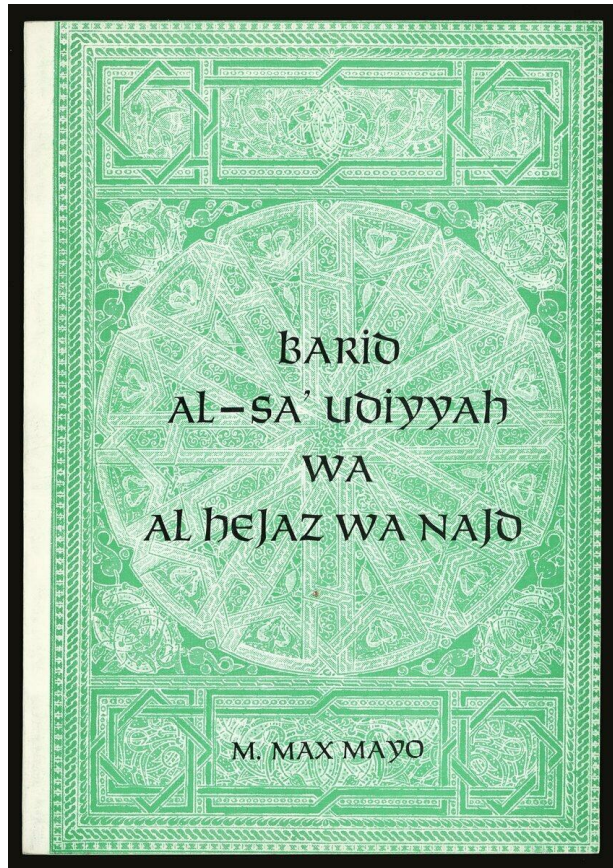 BARID
AL-SA' UDIYYAH
WA
AL HEJAZ WA NAJD
M. MAX MAYO